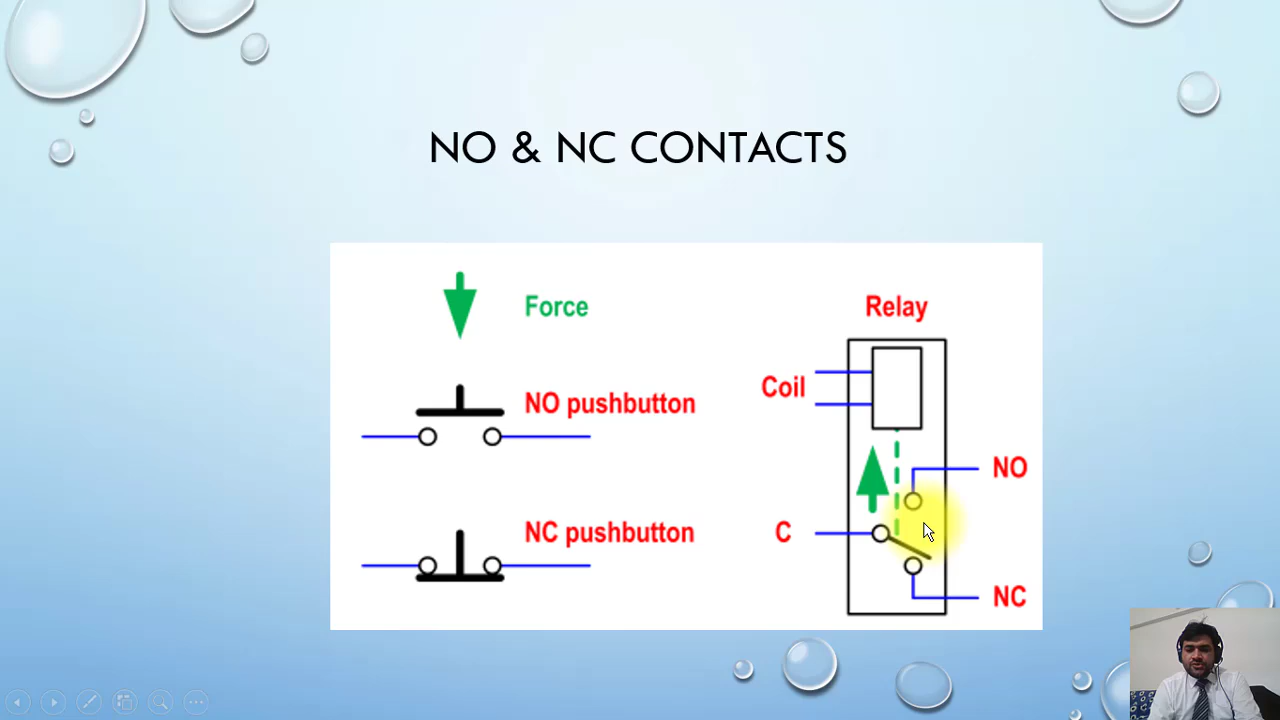 NO & NC CONTACTS
Force
NO pushbutton
NC pushbutton
Relay
Coil
NO
C
NC